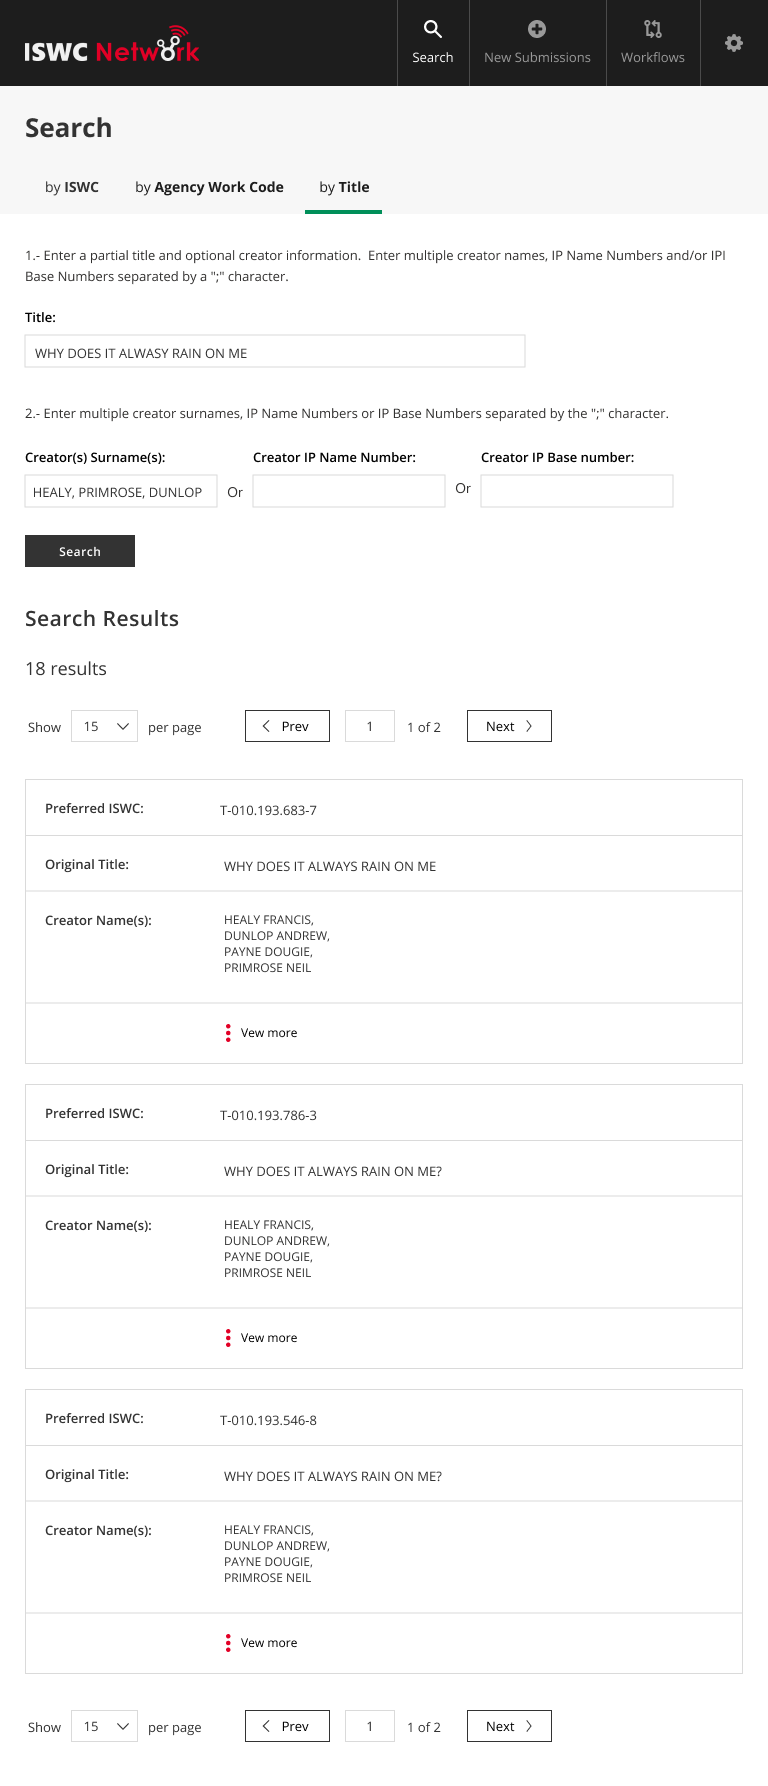 ISWC Network
Search
New Submissions
Workflows
Search
by ISWC
by Agency Work Code
by Title
1.- Enter a partial title and optional creator information.  Enter multiple creator names, IP Name Numbers and/or IPI
Base Numbers separated by a ";" character.
Title:
WHY DOES IT ALWASY RAIN ON ME
2.- Enter multiple creator surnames, IP Name Numbers or IP Base Numbers separated by the ";" character.
Creator(s) Surname(s):
Creator IP Name Number:
Creator IP Base number:
HEALY, PRIMROSE, DUNLOP
Or
Or
Search
Search Results
18 results
Show 15 per page
Prev
1
1 of 2
Next
Preferred ISWC: T-010.193.683-7
Original Title: WHY DOES IT ALWAYS RAIN ON ME
Creator Name(s): HEALY FRANCIS,
DUNLOP ANDREW,
PAYNE DOUGIE,
PRIMROSE NEIL
Vew more
Preferred ISWC: T-010.193.786-3
Original Title: WHY DOES IT ALWAYS RAIN ON ME?
Creator Name(s): HEALY FRANCIS,
DUNLOP ANDREW,
PAYNE DOUGIE,
PRIMROSE NEIL
Vew more
Preferred ISWC: T-010.193.546-8
Original Title: WHY DOES IT ALWAYS RAIN ON ME?
Creator Name(s): HEALY FRANCIS,
DUNLOP ANDREW,
PAYNE DOUGIE,
PRIMROSE NEIL
Vew more
Show 15 per page
Prev
1
1 of 2
Next